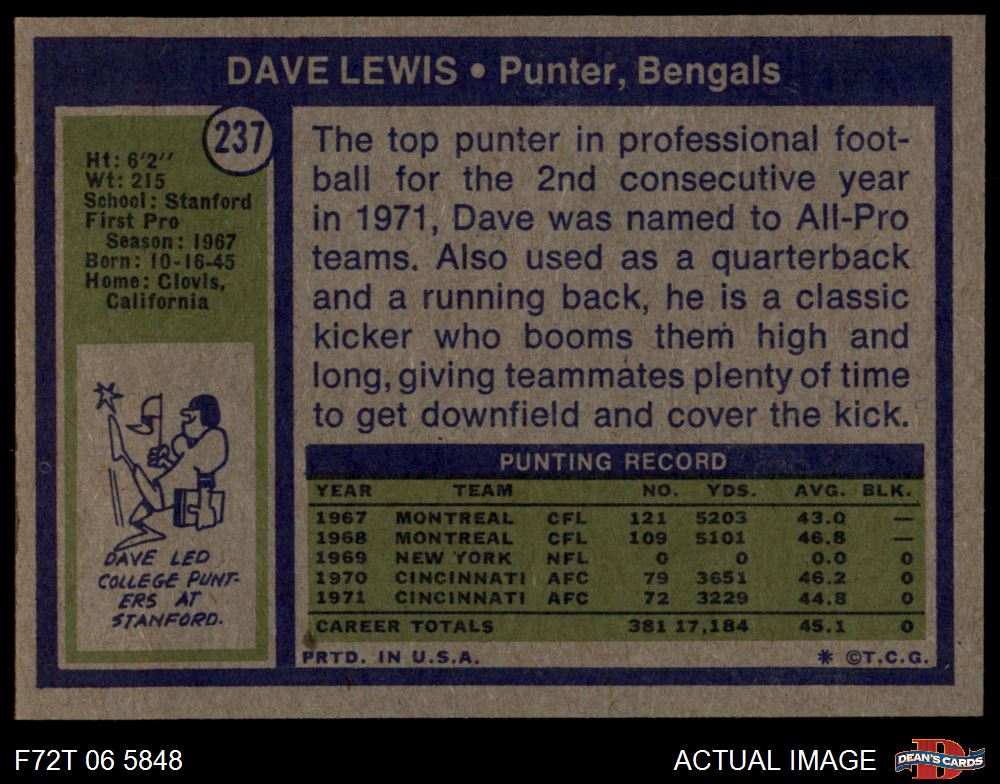 DAVE LEWIS • Punter, Bengals
237
Ht: 6'2''
Wt: 215
School: Stanford
First Pro
Season: 1967
Born: 10-16-45
Home: Clovis,
California
DAVE LED
COLLEGE PUNT-
ERS AT
STANFORD.
The top punter in professional foot-
ball for the 2nd consecutive year
in 1971, Dave was named to All-Pro
teams. Also used as a quarterback
and a running back, he is a classic
kicker who booms them high and
long, giving teammates plenty of time
to get downfield and cover the kick.
PUNTING RECORD
YEAR TEAM NO. YDS. AVG. BLK.
1967 MONTREAL CFL 121 5203 43.0 —
1968 MONTREAL CFL 109 5101 46.8 —
1969 NEW YORK NFL 0 0 0.0 0
1970 CINCINNATI AFC 79 3651 46.2 0
1971 CINCINNATI AFC 72 3229 44.8 0
CAREER TOTALS 381 17,184 45.1 0
PRTD. IN U.S.A. * ©T.C.G.
F72T 06 5848 ACTUAL IMAGE DEAN'S CARDS